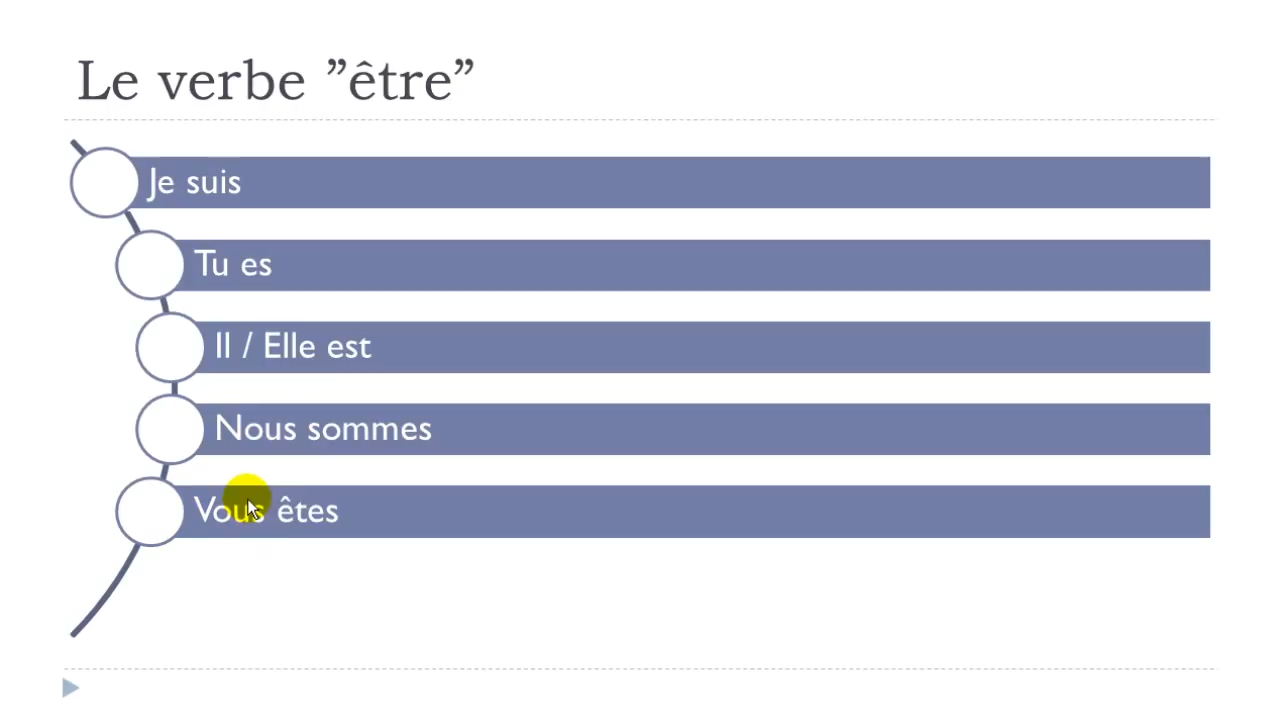 Le verbe ”être”
Je suis
Tu es
Il / Elle est
Nous sommes
Vous êtes